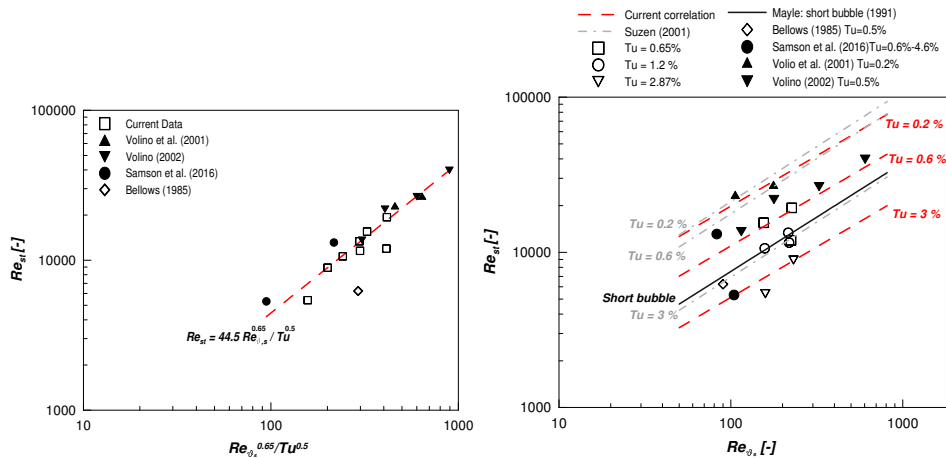 100000
10000
1000
Re_st [-]
10
100
1000
Re_ϑs^0.65/Tu^0.5
Current Data
Volino et al. (2001)
Volino (2002)
Samson et al. (2016)
Bellows (1985)
Re_st = 44.5 Re_ϑ,s^0.65 / Tu^0.5
Current correlation
Suzen (2001)
Tu = 0.65%
Tu = 1.2 %
Tu = 2.87%
Mayle: short bubble (1991)
Bellows (1985) Tu=0.5%
Samson et al. (2016)Tu=0.6%-4.6%
Volio et al. (2001) Tu=0.2%
Volino (2002) Tu=0.5%
100000
10000
1000
Re_st [-]
Tu = 0.2 %
Tu = 0.6 %
Tu = 3 %
Tu = 0.2 %
Tu = 0.6 %
Short bubble
Tu = 3 %
10
100
1000
Re_ϑs [-]